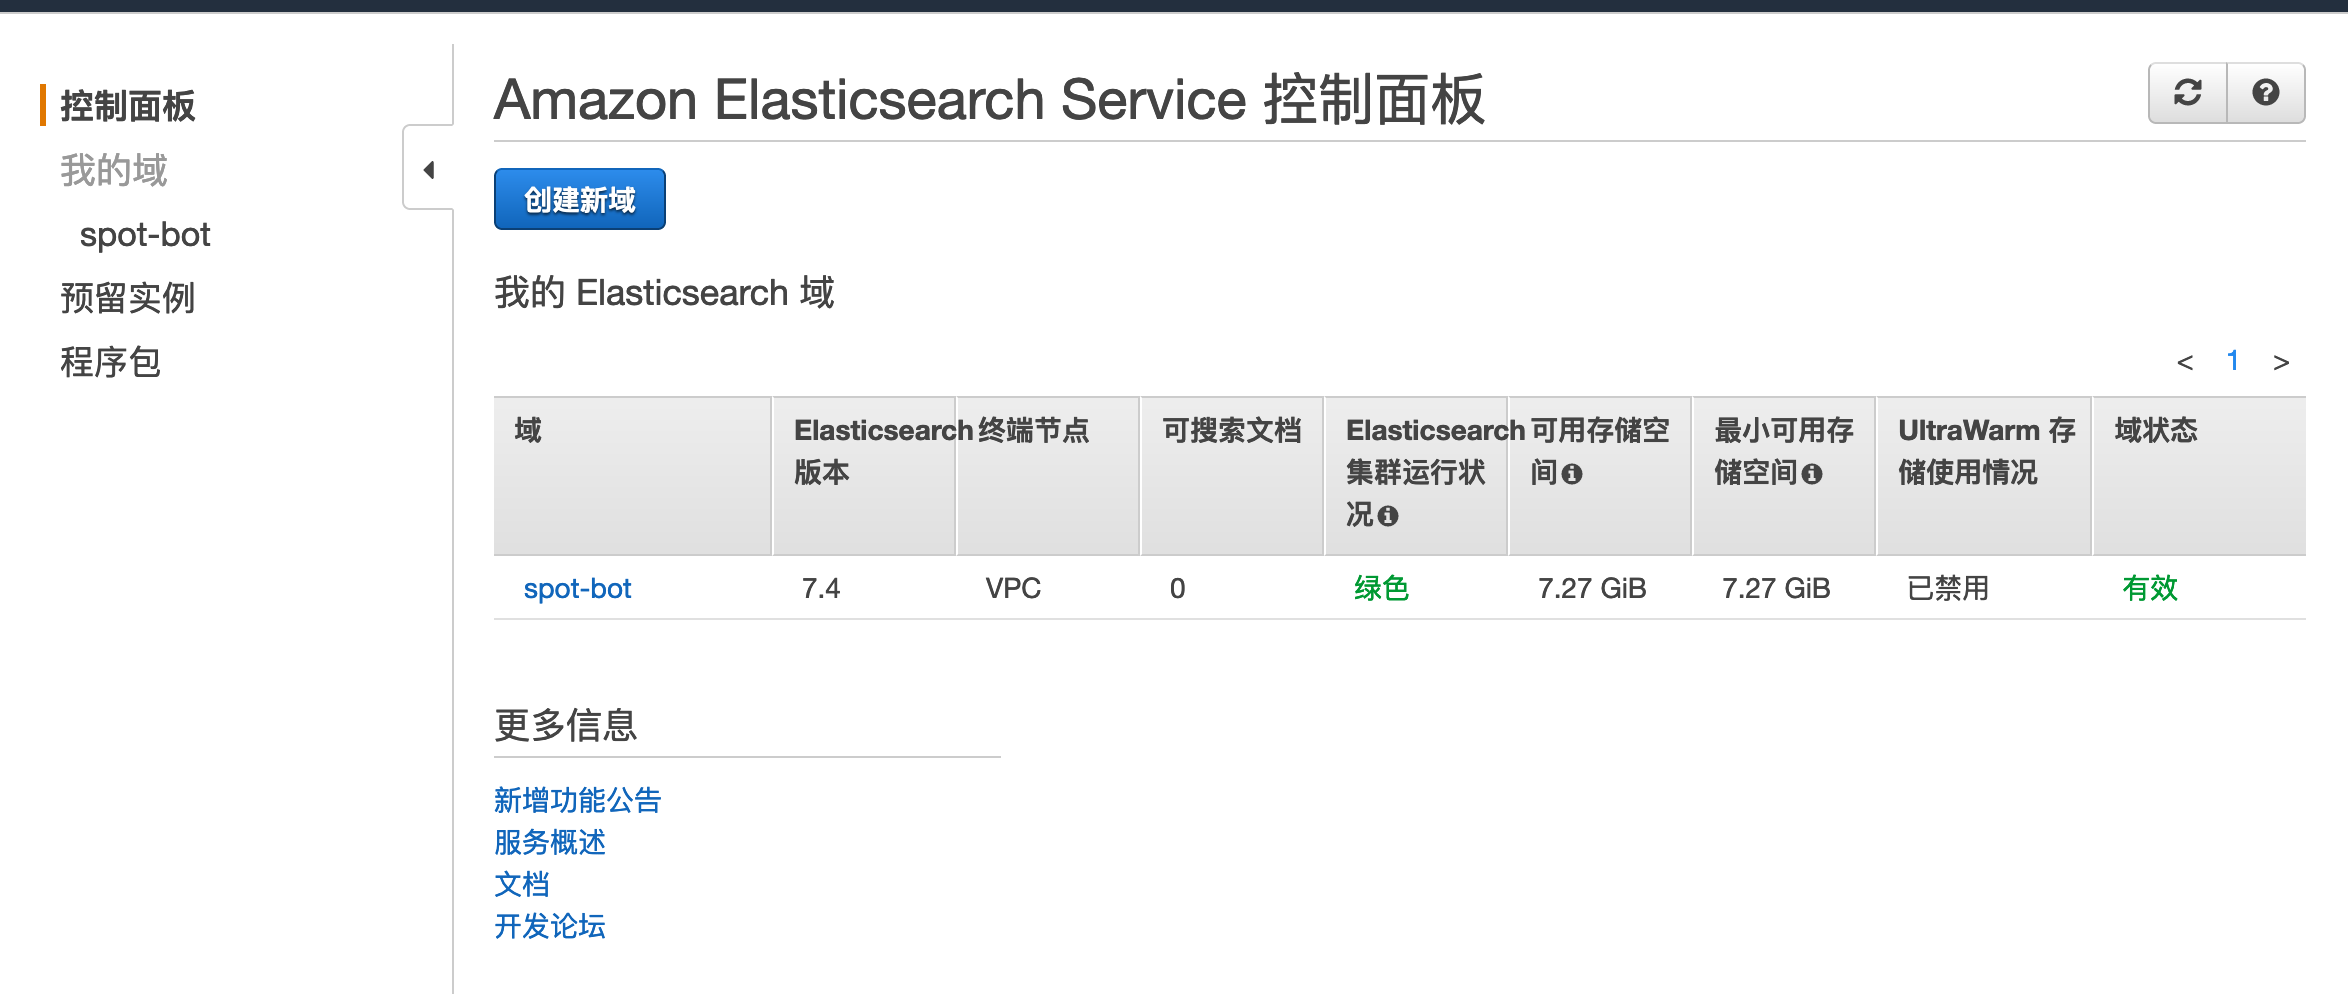 控制面板
我的域
spot-bot
预留实例
程序包
Amazon Elasticsearch Service 控制面板
创建新域
我的 Elasticsearch 域
< 1 >
域
Elasticsearch
版本
终端节点
可搜索文档
Elasticsearch
集群运行状
况
可用存储空
间
最小可用存
储空间
UltraWarm 存
储使用情况
域状态
spot-bot 7.4 VPC 0 绿色 7.27 GiB 7.27 GiB 已禁用 有效
更多信息
新增功能公告
服务概述
文档
开发论坛